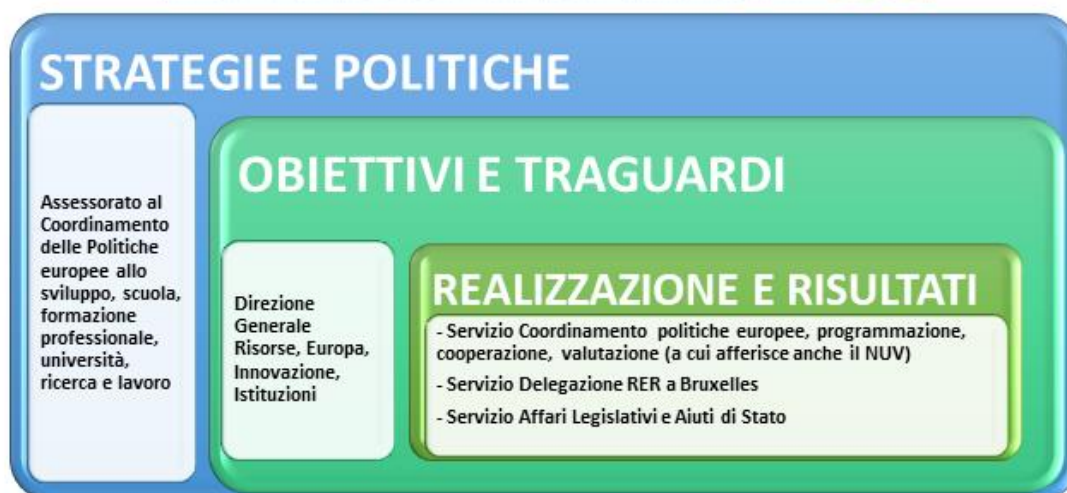 STRATEGIE E POLITICHE
Assessorato al
Coordinamento
delle Politiche
europee allo
sviluppo, scuola,
formazione
professionale,
università,
ricerca e lavoro
OBIETTIVI E TRAGUARDI
Direzione
Generale
Risorse, Europa,
Innovazione,
Istituzioni
REALIZZAZIONE E RISULTATI
- Servizio Coordinamento politiche europee, programmazione,
cooperazione, valutazione (a cui afferisce anche il NUV)
- Servizio Delegazione RER a Bruxelles
- Servizio Affari Legislativi e Aiuti di Stato